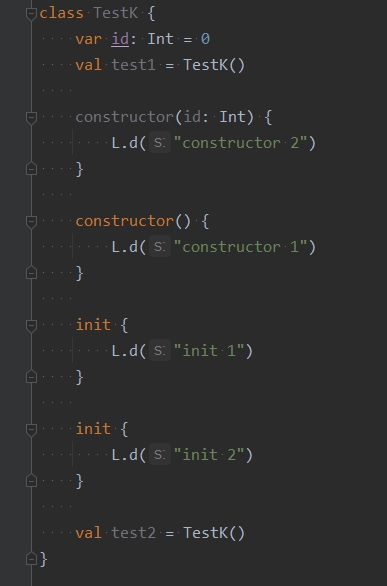 class TestK {
var id: Int = 0
val test1 = TestK()
constructor(id: Int) {
L.d( s: "constructor 2")
}
constructor() {
L.d( s: "constructor 1")
}
init {
L.d( s: "init 1")
}
init {
L.d( s: "init 2")
}
val test2 = TestK()
}